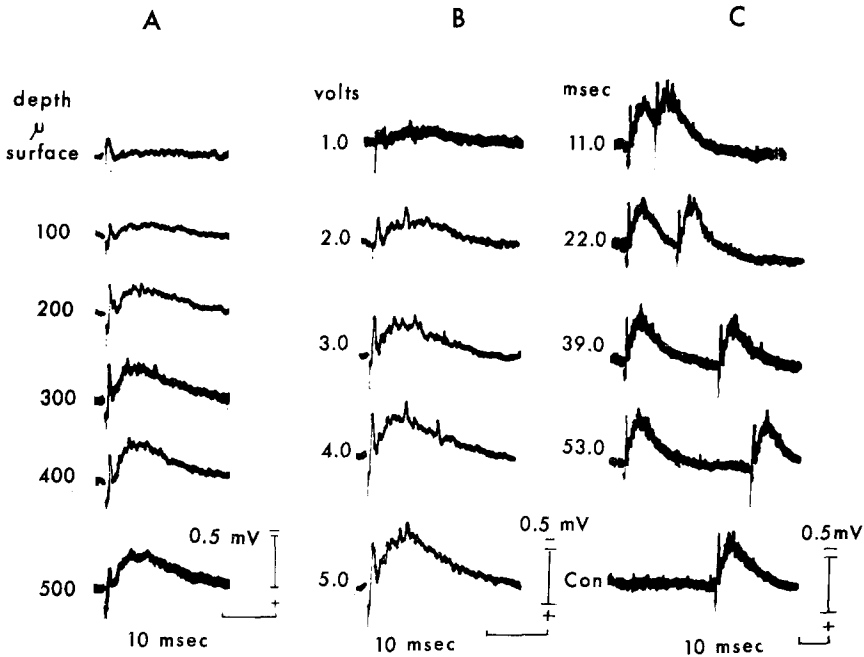 A
depth
μ
surface
100
200
300
400
500
0.5 mV
+
10 msec
B
volts
1.0
2.0
3.0
4.0
5.0
0.5 mV
+
10 msec
C
msec
11.0
22.0
39.0
53.0
Con
0.5mV
+
10 msec